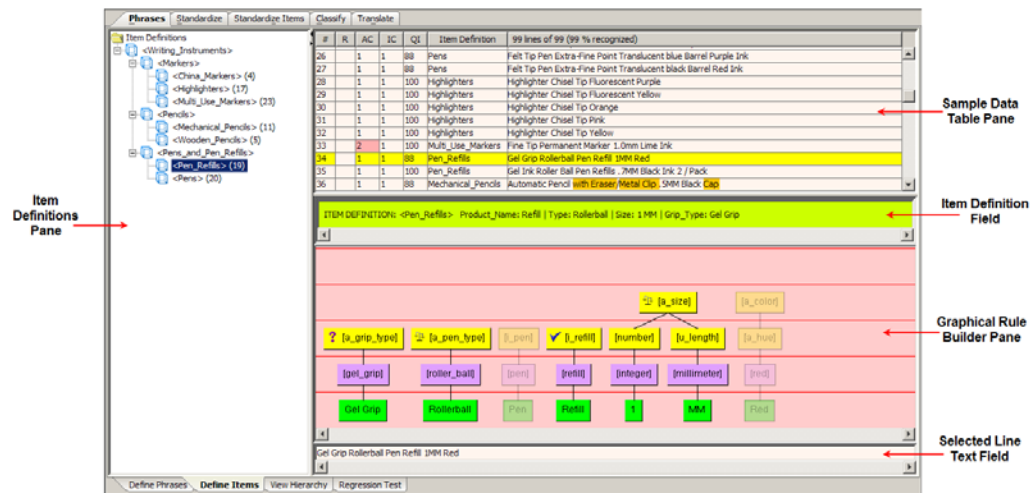 Phrases Standardize Standardize Items Classify Translate
Item Definitions
<Writing_Instruments>
<Markers>
<China_Markers> (4)
<Highlighters> (17)
<Multi_Use_Markers> (23)
<Pencils>
<Mechanical_Pencils> (11)
<Wooden_Pencils> (5)
<Pens_and_Pen_Refills>
<Pen_Refills> (19)
<Pens> (20)
# R AC IC QI Item Definition 99 lines of 99 (99 % recognized)
26 1 1 88 Pens Felt Tip Pen Extra-Fine Point Translucent blue Barrel Purple Ink
27 1 1 88 Pens Felt Tip Pen Extra-Fine Point Translucent black Barrel Red Ink
28 1 1 100 Highlighters Highlighter Chisel Tip Fluorescent Purple
29 1 1 100 Highlighters Highlighter Chisel Tip Fluorescent Yellow
30 1 1 100 Highlighters Highlighter Chisel Tip Orange
31 1 1 100 Highlighters Highlighter Chisel Tip Pink
32 1 1 100 Highlighters Highlighter Chisel Tip Yellow
33 2 1 100 Multi_Use_Markers Fine Tip Permanent Marker 1.0mm Lime Ink
34 1 1 88 Pen_Refills Gel Grip Rollerball Pen Refill 1MM Red
35 1 1 100 Pen_Refills Gel Ink Roller Ball Pen Refills .7MM Black Ink 2 / Pack
36 1 1 88 Mechanical_Pencils Automatic Pencil with Eraser/Metal Clip .5MM Black Cap
ITEM DEFINITION: <Pen_Refills> Product_Name: Refill | Type: Rollerball | Size: 1 MM | Grip_Type: Gel Grip
[a_size] [a_color]
? [a_grip_type] [a_pen_type] [i_pen] [i_refill] [number] [u_length] [a_hue]
[gel_grip] [roller_ball] [pen] [refill] [integer] [millimeter] [red]
Gel Grip Rollerball Pen Refill 1 MM Red
Gel Grip Rollerball Pen Refill 1MM Red
Define Phrases Define Items View Hierarchy Regression Test
Item
Definitions
Pane
Sample Data
Table Pane
Item Definition
Field
Graphical Rule
Builder Pane
Selected Line
Text Field